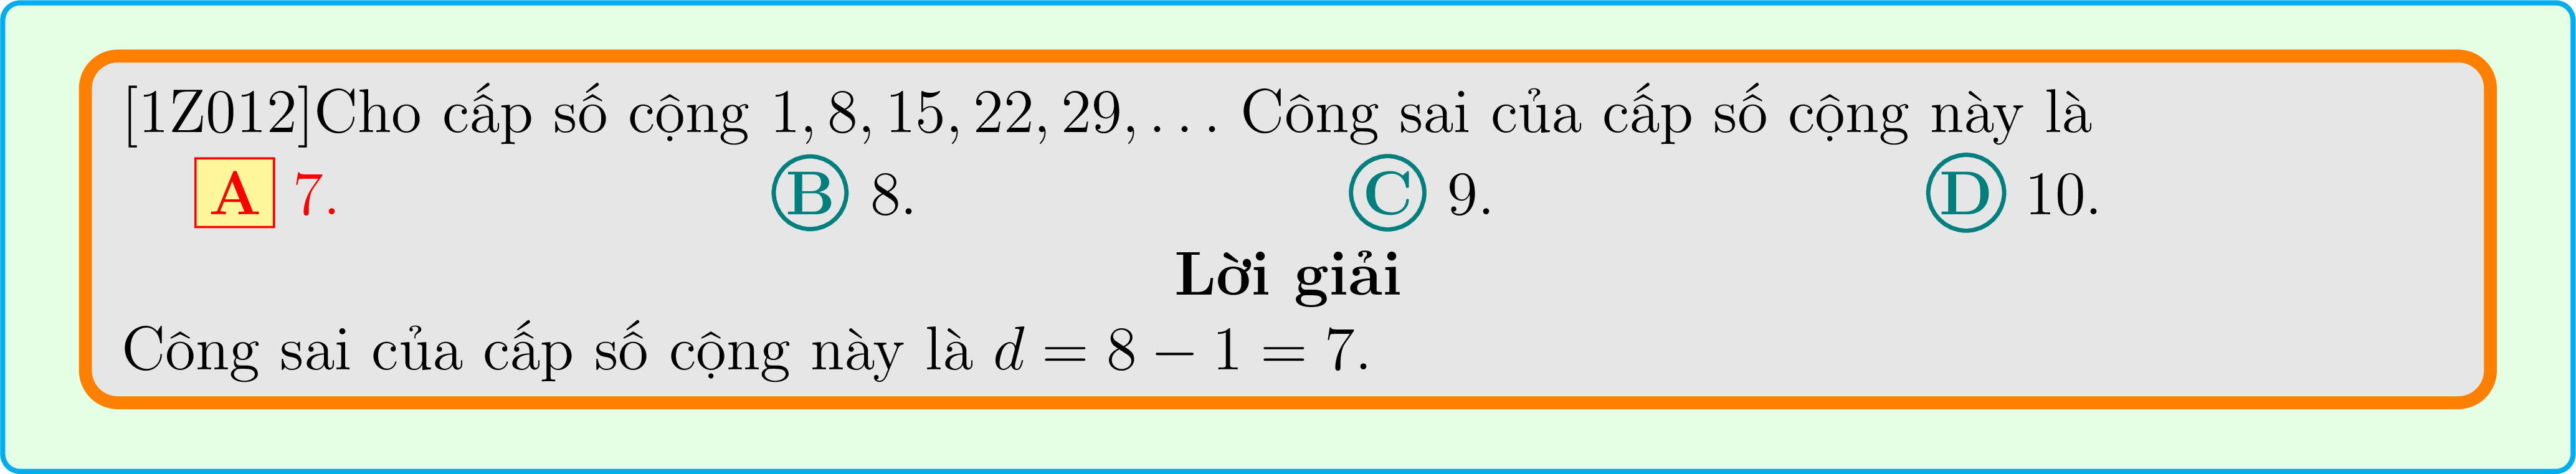 [1Z012]Cho cấp số cộng 1, 8, 15, 22, 29, . . . Công sai của cấp số cộng này là
A 7. B 8. C 9. D 10.
Lời giải
Công sai của cấp số cộng này là d = 8 − 1 = 7.